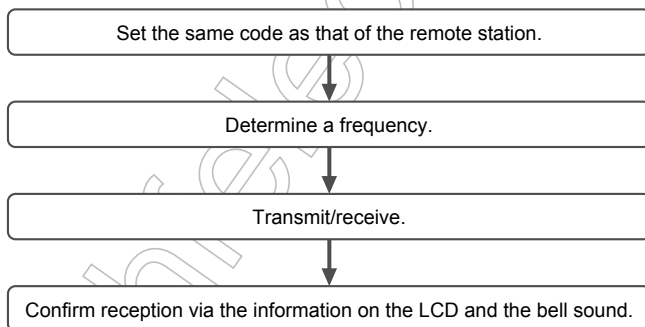 Set the same code as that of the remote station.
Determine a frequency.
Transmit/receive.
Confirm reception via the information on the LCD and the bell sound.